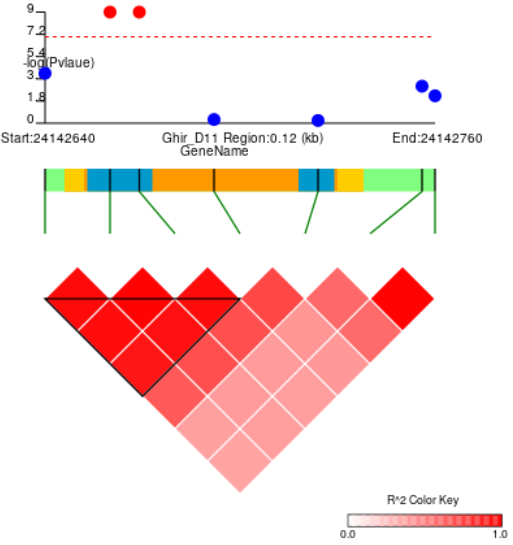 9
7.2
5.4
-log(Pvlaue)
3.6
1.8
0
Start:24142640 Ghir_D11 Region:0.12 (kb) End:24142760
GeneName
R^2 Color Key
0.0 1.0